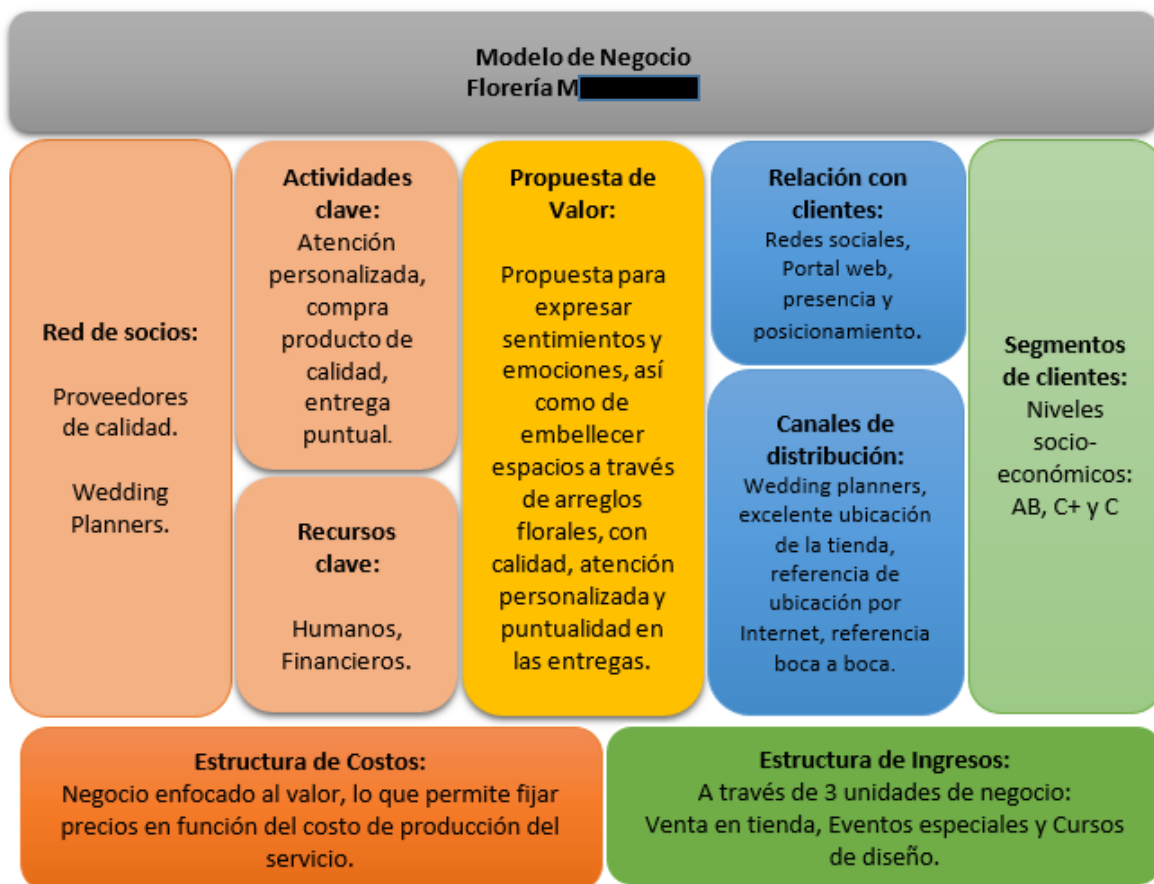 Modelo de Negocio
Florería M
Red de socios:
Proveedores
de calidad.
Wedding
Planners.
Actividades
clave:
Atención
personalizada,
compra
producto de
calidad,
entrega
puntual.
Recursos
clave:
Humanos,
Financieros.
Propuesta de
Valor:
Propuesta para
expresar
sentimientos y
emociones, así
como de
embellecer
espacios a través
de arreglos
florales, con
calidad, atención
personalizada y
puntualidad en
las entregas.
Relación con
clientes:
Redes sociales,
Portal web,
presencia y
posicionamiento.
Canales de
distribución:
Wedding planners,
excelente ubicación
de la tienda,
referencia de
ubicación por
Internet, referencia
boca a boca.
Segmentos
de clientes:
Niveles
socio-
económicos:
AB, C+ y C
Estructura de Costos:
Negocio enfocado al valor, lo que permite fijar
precios en función del costo de producción del
servicio.
Estructura de Ingresos:
A través de 3 unidades de negocio:
Venta en tienda, Eventos especiales y Cursos
de diseño.